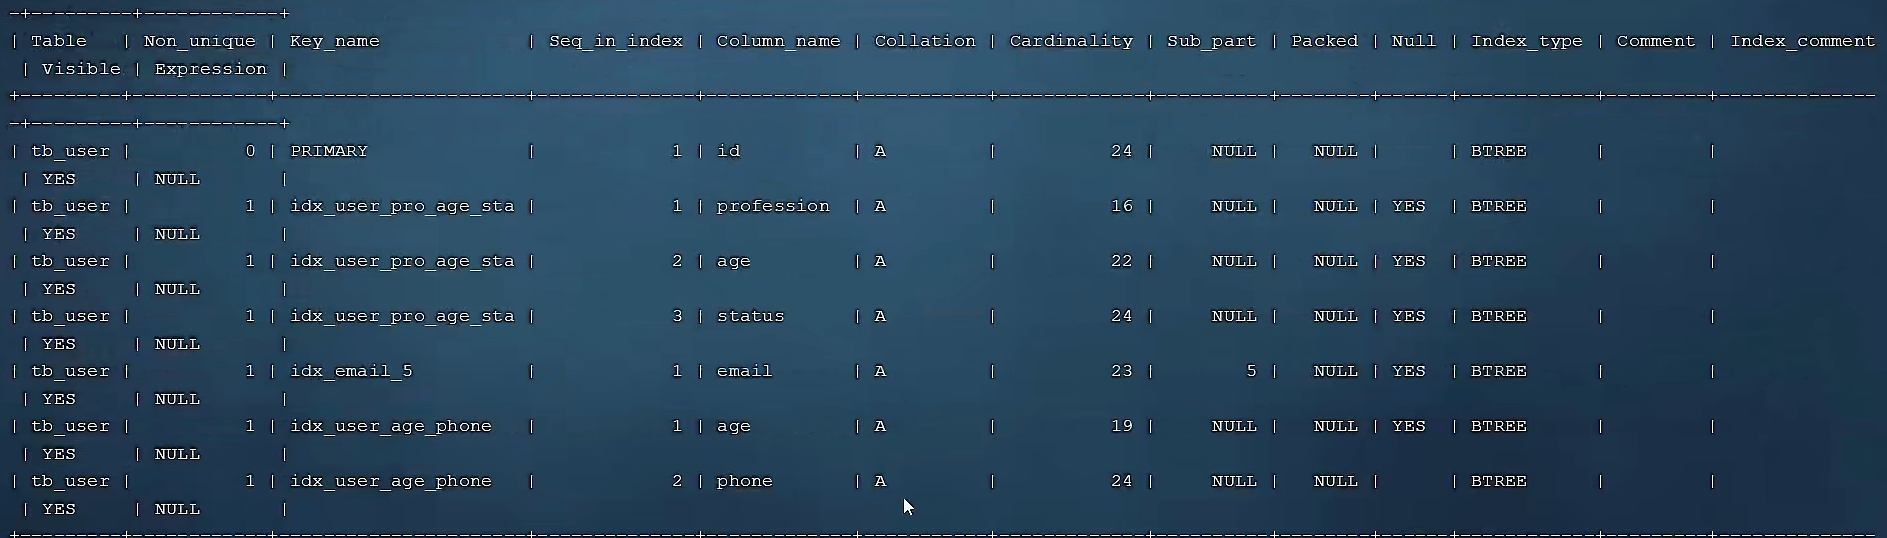 -+---------+------------+
| Table   | Non_unique | Key_name            | Seq_in_index | Column_name | Collation | Cardinality | Sub_part | Packed | Null | Index_type | Comment | Index_comment
 | Visible | Expression |
+---------+------------+---------------------+--------------+-------------+-----------+-------------+----------+--------+------+------------+---------+--------------
-+---------+------------+
| tb_user |          0 | PRIMARY             |            1 | id          | A         |          24 |     NULL |   NULL |      | BTREE      |         |
 | YES     | NULL       |
| tb_user |          1 | idx_user_pro_age_sta |            1 | profession  | A         |          16 |     NULL |   NULL | YES  | BTREE      |         |
 | YES     | NULL       |
| tb_user |          1 | idx_user_pro_age_sta |            2 | age         | A         |          22 |     NULL |   NULL | YES  | BTREE      |         |
 | YES     | NULL       |
| tb_user |          1 | idx_user_pro_age_sta |            3 | status      | A         |          24 |     NULL |   NULL | YES  | BTREE      |         |
 | YES     | NULL       |
| tb_user |          1 | idx_email_5         |            1 | email       | A         |          23 |        5 |   NULL | YES  | BTREE      |         |
 | YES     | NULL       |
| tb_user |          1 | idx_user_age_phone  |            1 | age         | A         |          19 |     NULL |   NULL | YES  | BTREE      |         |
 | YES     | NULL       |
| tb_user |          1 | idx_user_age_phone  |            2 | phone       | A         |          24 |     NULL |   NULL |      | BTREE      |         |
 | YES     | NULL       |
+---------+------------+---------------------+--------------+-------------+-----------+-------------+----------+--------+------+------------+---------+--------------